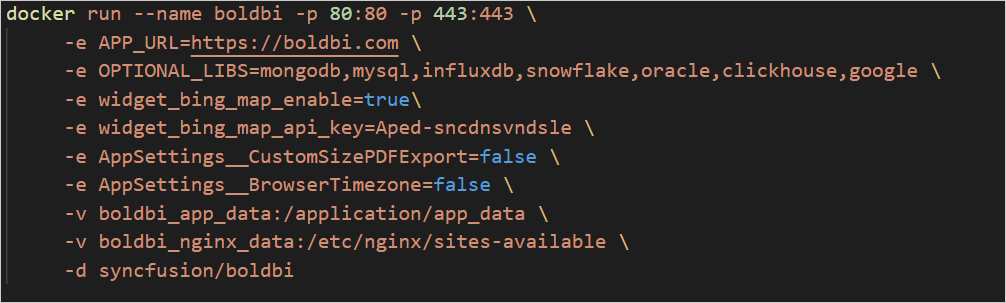 docker run --name boldbi -p 80:80 -p 443:443 \
-e APP_URL=https://boldbi.com \
-e OPTIONAL_LIBS=mongodb,mysql,influxdb,snowflake,oracle,clickhouse,google \
-e widget_bing_map_enable=true\
-e widget_bing_map_api_key=Aped-sncdnsvndsle \
-e AppSettings__CustomSizePDFExport=false \
-e AppSettings__BrowserTimezone=false \
-v boldbi_app_data:/application/app_data \
-v boldbi_nginx_data:/etc/nginx/sites-available \
-d syncfusion/boldbi